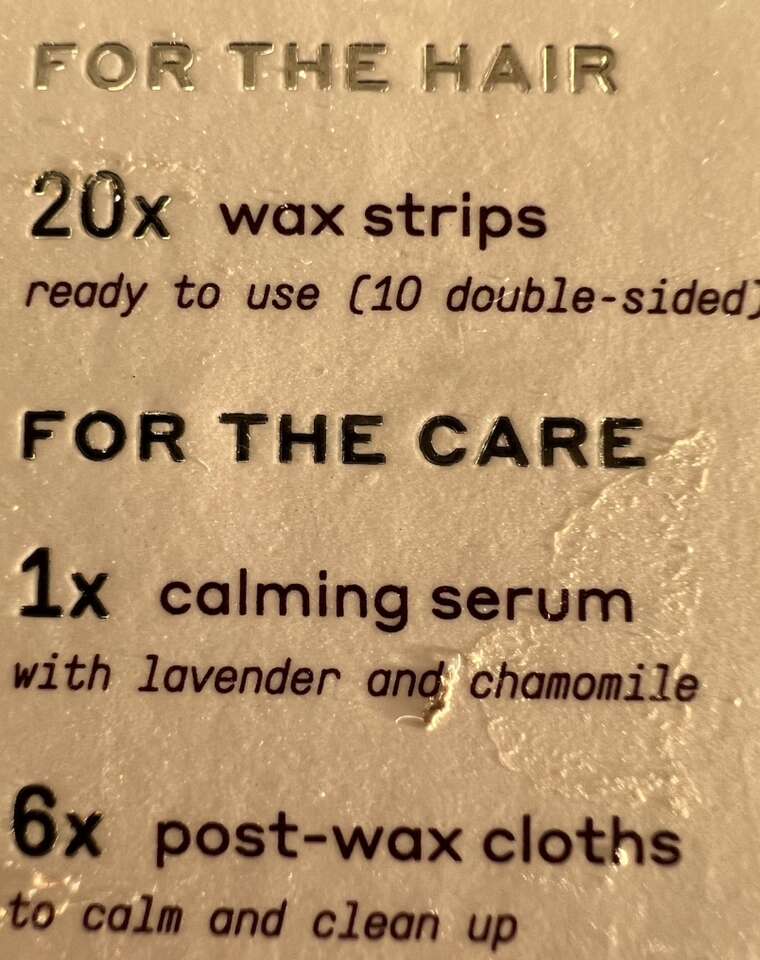 FOR THE HAIR
20x wax strips
ready to use (10 double-sided)
FOR THE CARE
1x calming serum
with lavender and chamomile
6x post-wax cloths
to calm and clean up